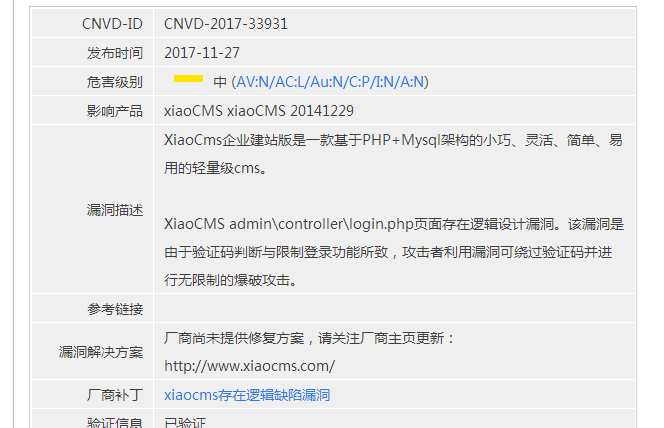 CNVD-ID CNVD-2017-33931
发布时间 2017-11-27
危害级别 中 (AV:N/AC:L/Au:N/C:P/I:N/A:N)
影响产品 xiaoCMS xiaoCMS 20141229
XiaoCms企业建站版是一款基于PHP+Mysql架构的小巧、灵活、简单、易
用的轻量级cms。
漏洞描述
XiaoCMS admin\controller\login.php页面存在逻辑设计漏洞。该漏洞是
由于验证码判断与限制登录功能所致，攻击者利用漏洞可绕过验证码并进
行无限制的爆破攻击。
参考链接
漏洞解决方案
厂商尚未提供修复方案，请关注厂商主页更新：
http://www.xiaocms.com/
厂商补丁 xiaocms存在逻辑缺陷漏洞
验证信息 已验证